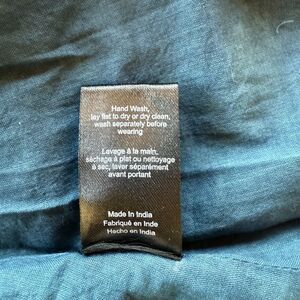 Hand Wash,
lay flat to dry or dry clean,
wash separately before
wearing
Lavage à la main,
séchage à plat ou nettoyage
à sec, laver séparément
avant portant
Made In India
Fabriqué en Inde
Hecho en India